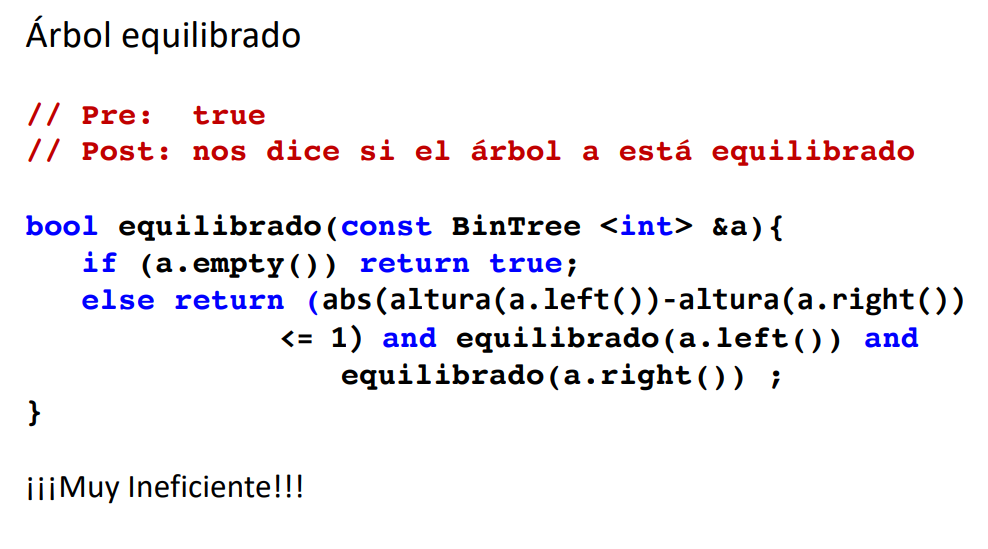 Árbol equilibrado
// Pre:  true
// Post: nos dice si el árbol a está equilibrado
bool equilibrado(const BinTree <int> &a){
if (a.empty()) return true;
else return (abs(altura(a.left())-altura(a.right())
<= 1) and equilibrado(a.left()) and
equilibrado(a.right()) ;
}
¡¡¡Muy Ineficiente!!!